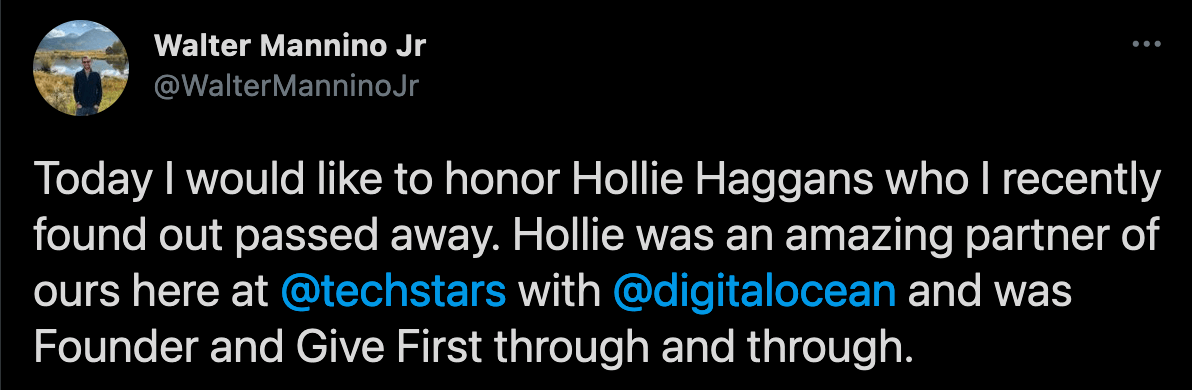 Walter Mannino Jr
@WalterManninoJr
Today I would like to honor Hollie Haggans who I recently
found out passed away. Hollie was an amazing partner of
ours here at @techstars with @digitalocean and was
Founder and Give First through and through.